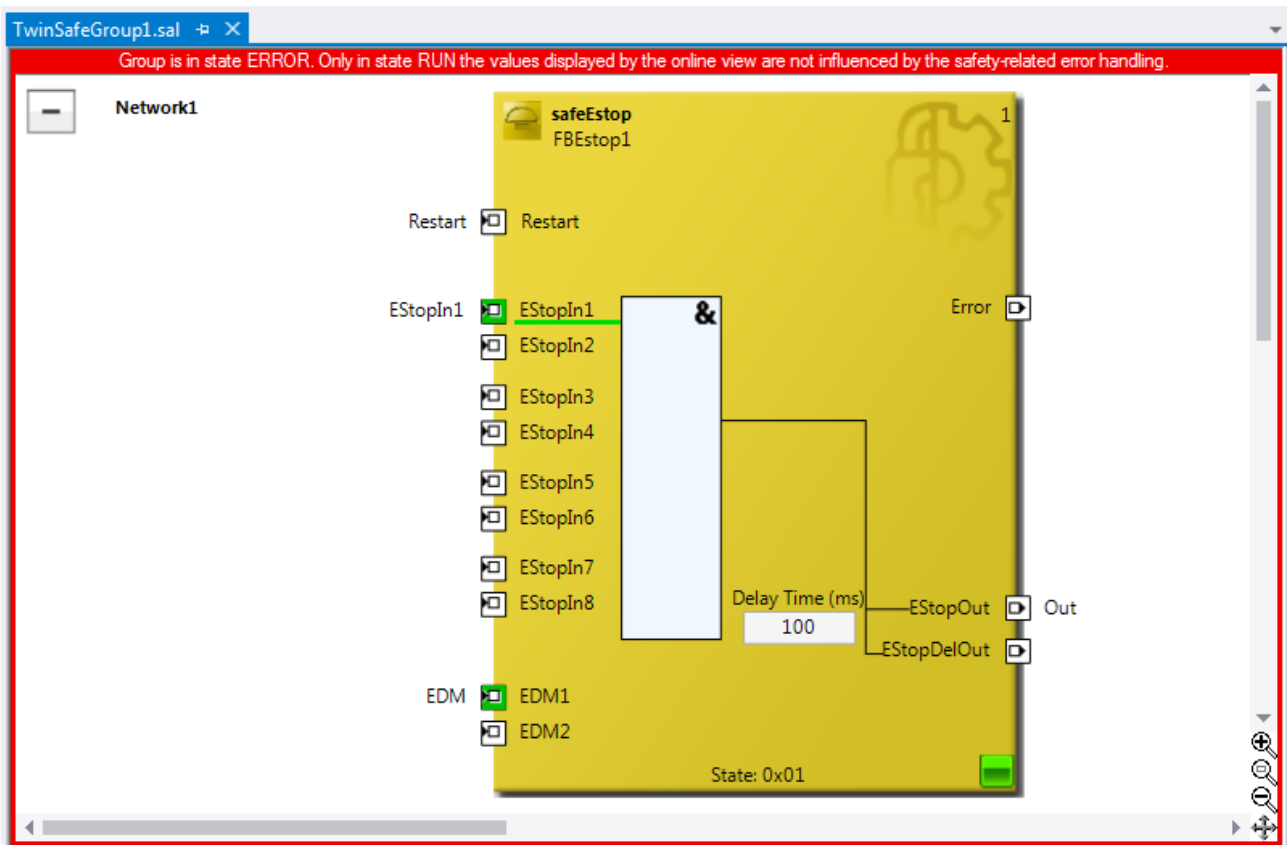 TwinSafeGroup1.sal
Group is in state ERROR. Only in state RUN the values displayed by the online view are not influenced by the safety-related error handling.
Network1
safeEstop
1
FBEstop1
Restart Restart
EStopIn1 EStopIn1 & Error
EStopIn2
EStopIn3
EStopIn4
EStopIn5
EStopIn6
EStopIn7
EStopIn8 Delay Time (ms) EStopOut Out
100
EStopDelOut
EDM EDM1
EDM2
State: 0x01